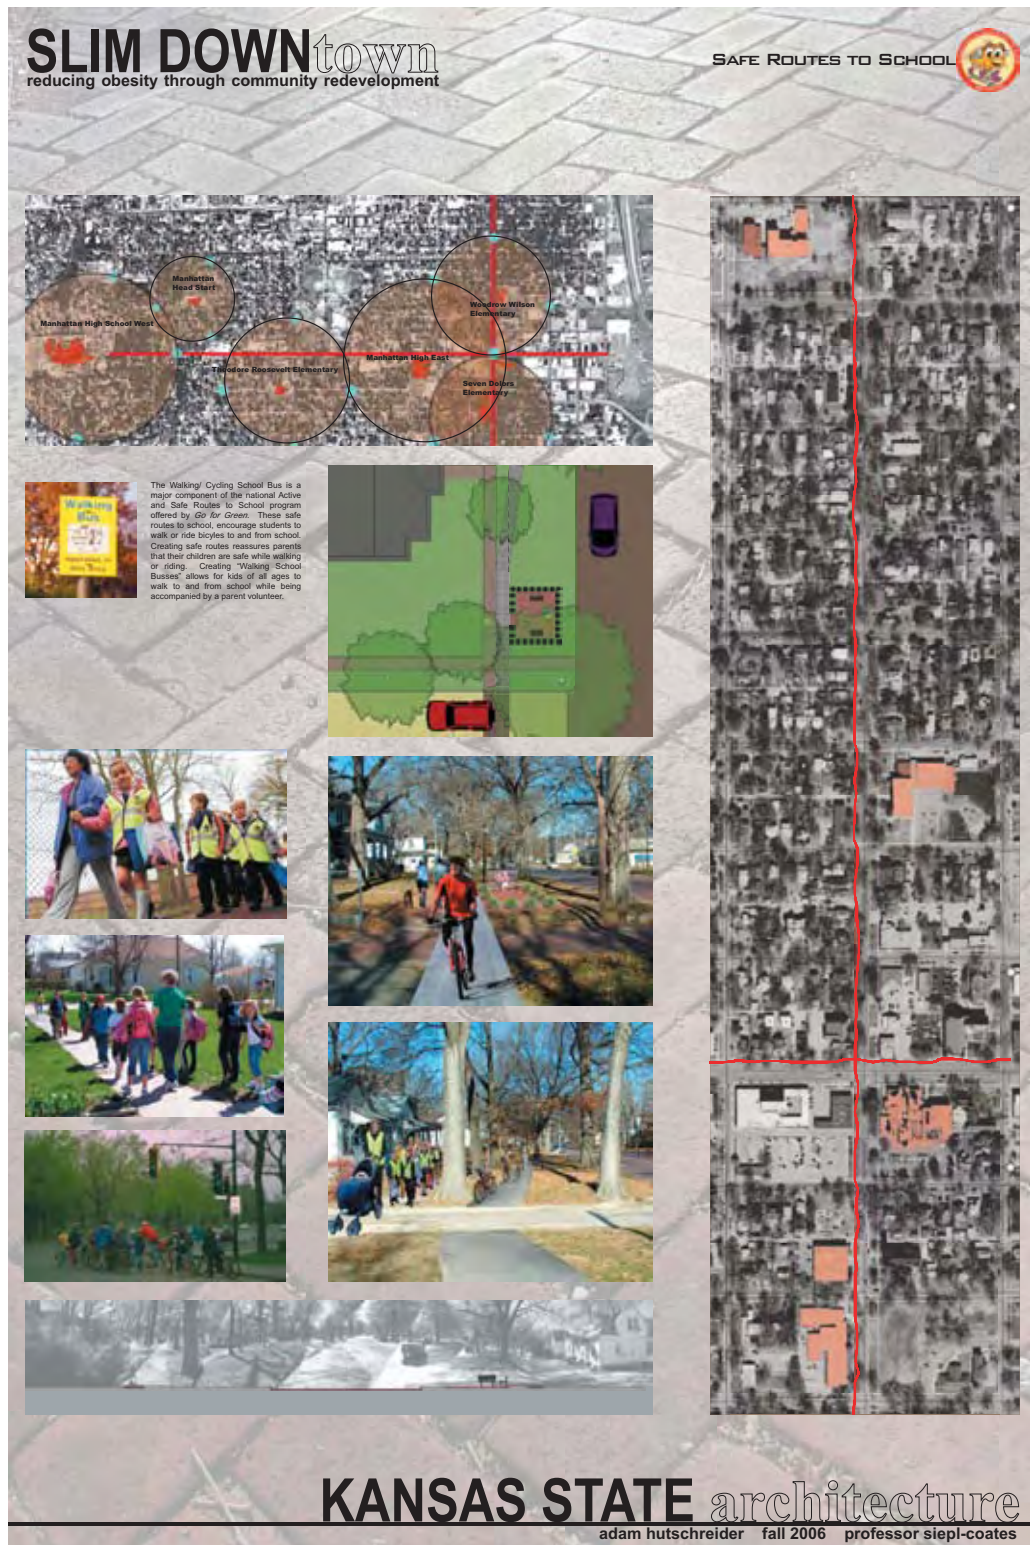 SLIM DOWNtown
reducing obesity through community redevelopment
SAFE ROUTES TO SCHOOL
Manhattan
Head Start
Manhattan High School West
Woodrow Wilson
Elementary
Manhattan High East
Theodore Roosevelt Elementary
Seven Dolors
Elementary
Walking
Bus
The Walking/ Cycling School Bus is a
major component of the national Active
and Safe Routes to School program
offered by Go for Green. These safe
routes to school, encourage students to
walk or ride bicyles to and from school.
Creating safe routes reassures parents
that their children are safe while walking
or riding. Creating "Walking School
Busses" allows for kids of all ages to
walk to and from school while being
accompanied by a parent volunteer.
KANSAS STATE architecture
adam hutschreider fall 2006 professor siepl-coates